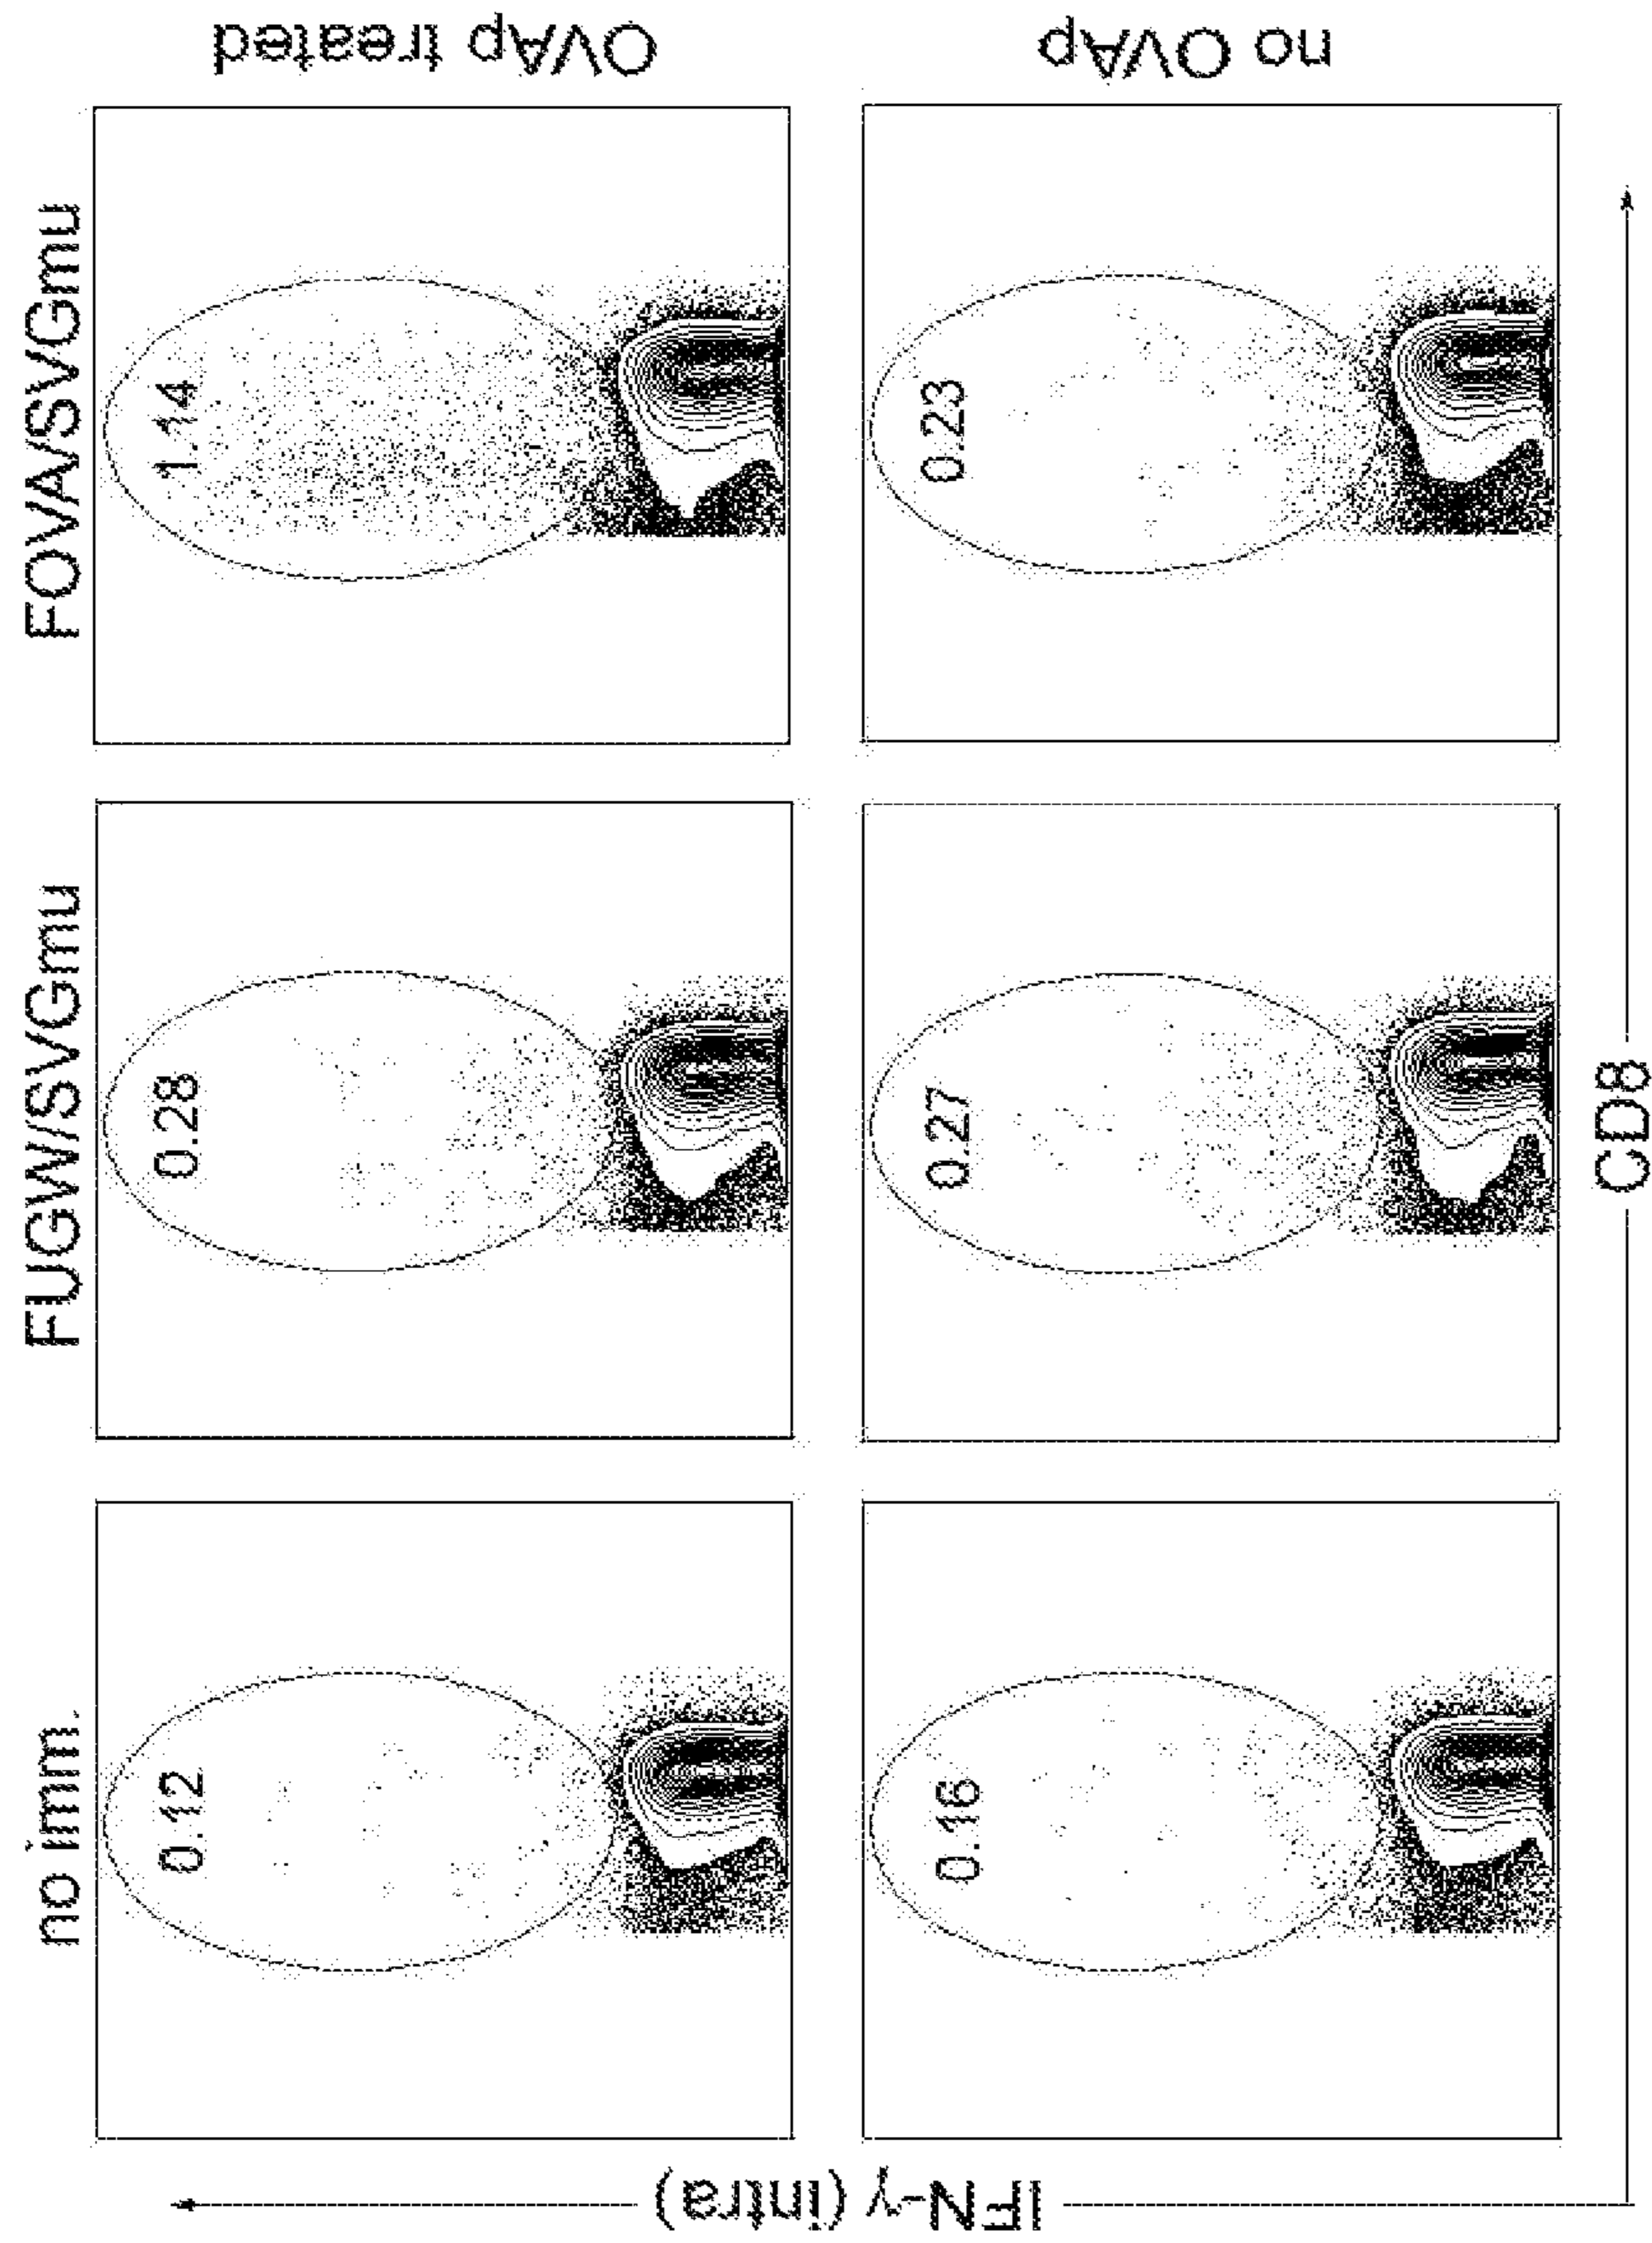 no imm.
FUGW/SVGmu
FOVA/SVGmu
0.12
0.28
1.14
OVAp treated
0.16
0.27
0.23
no OVAp
IFN-γ (intra)
CD8